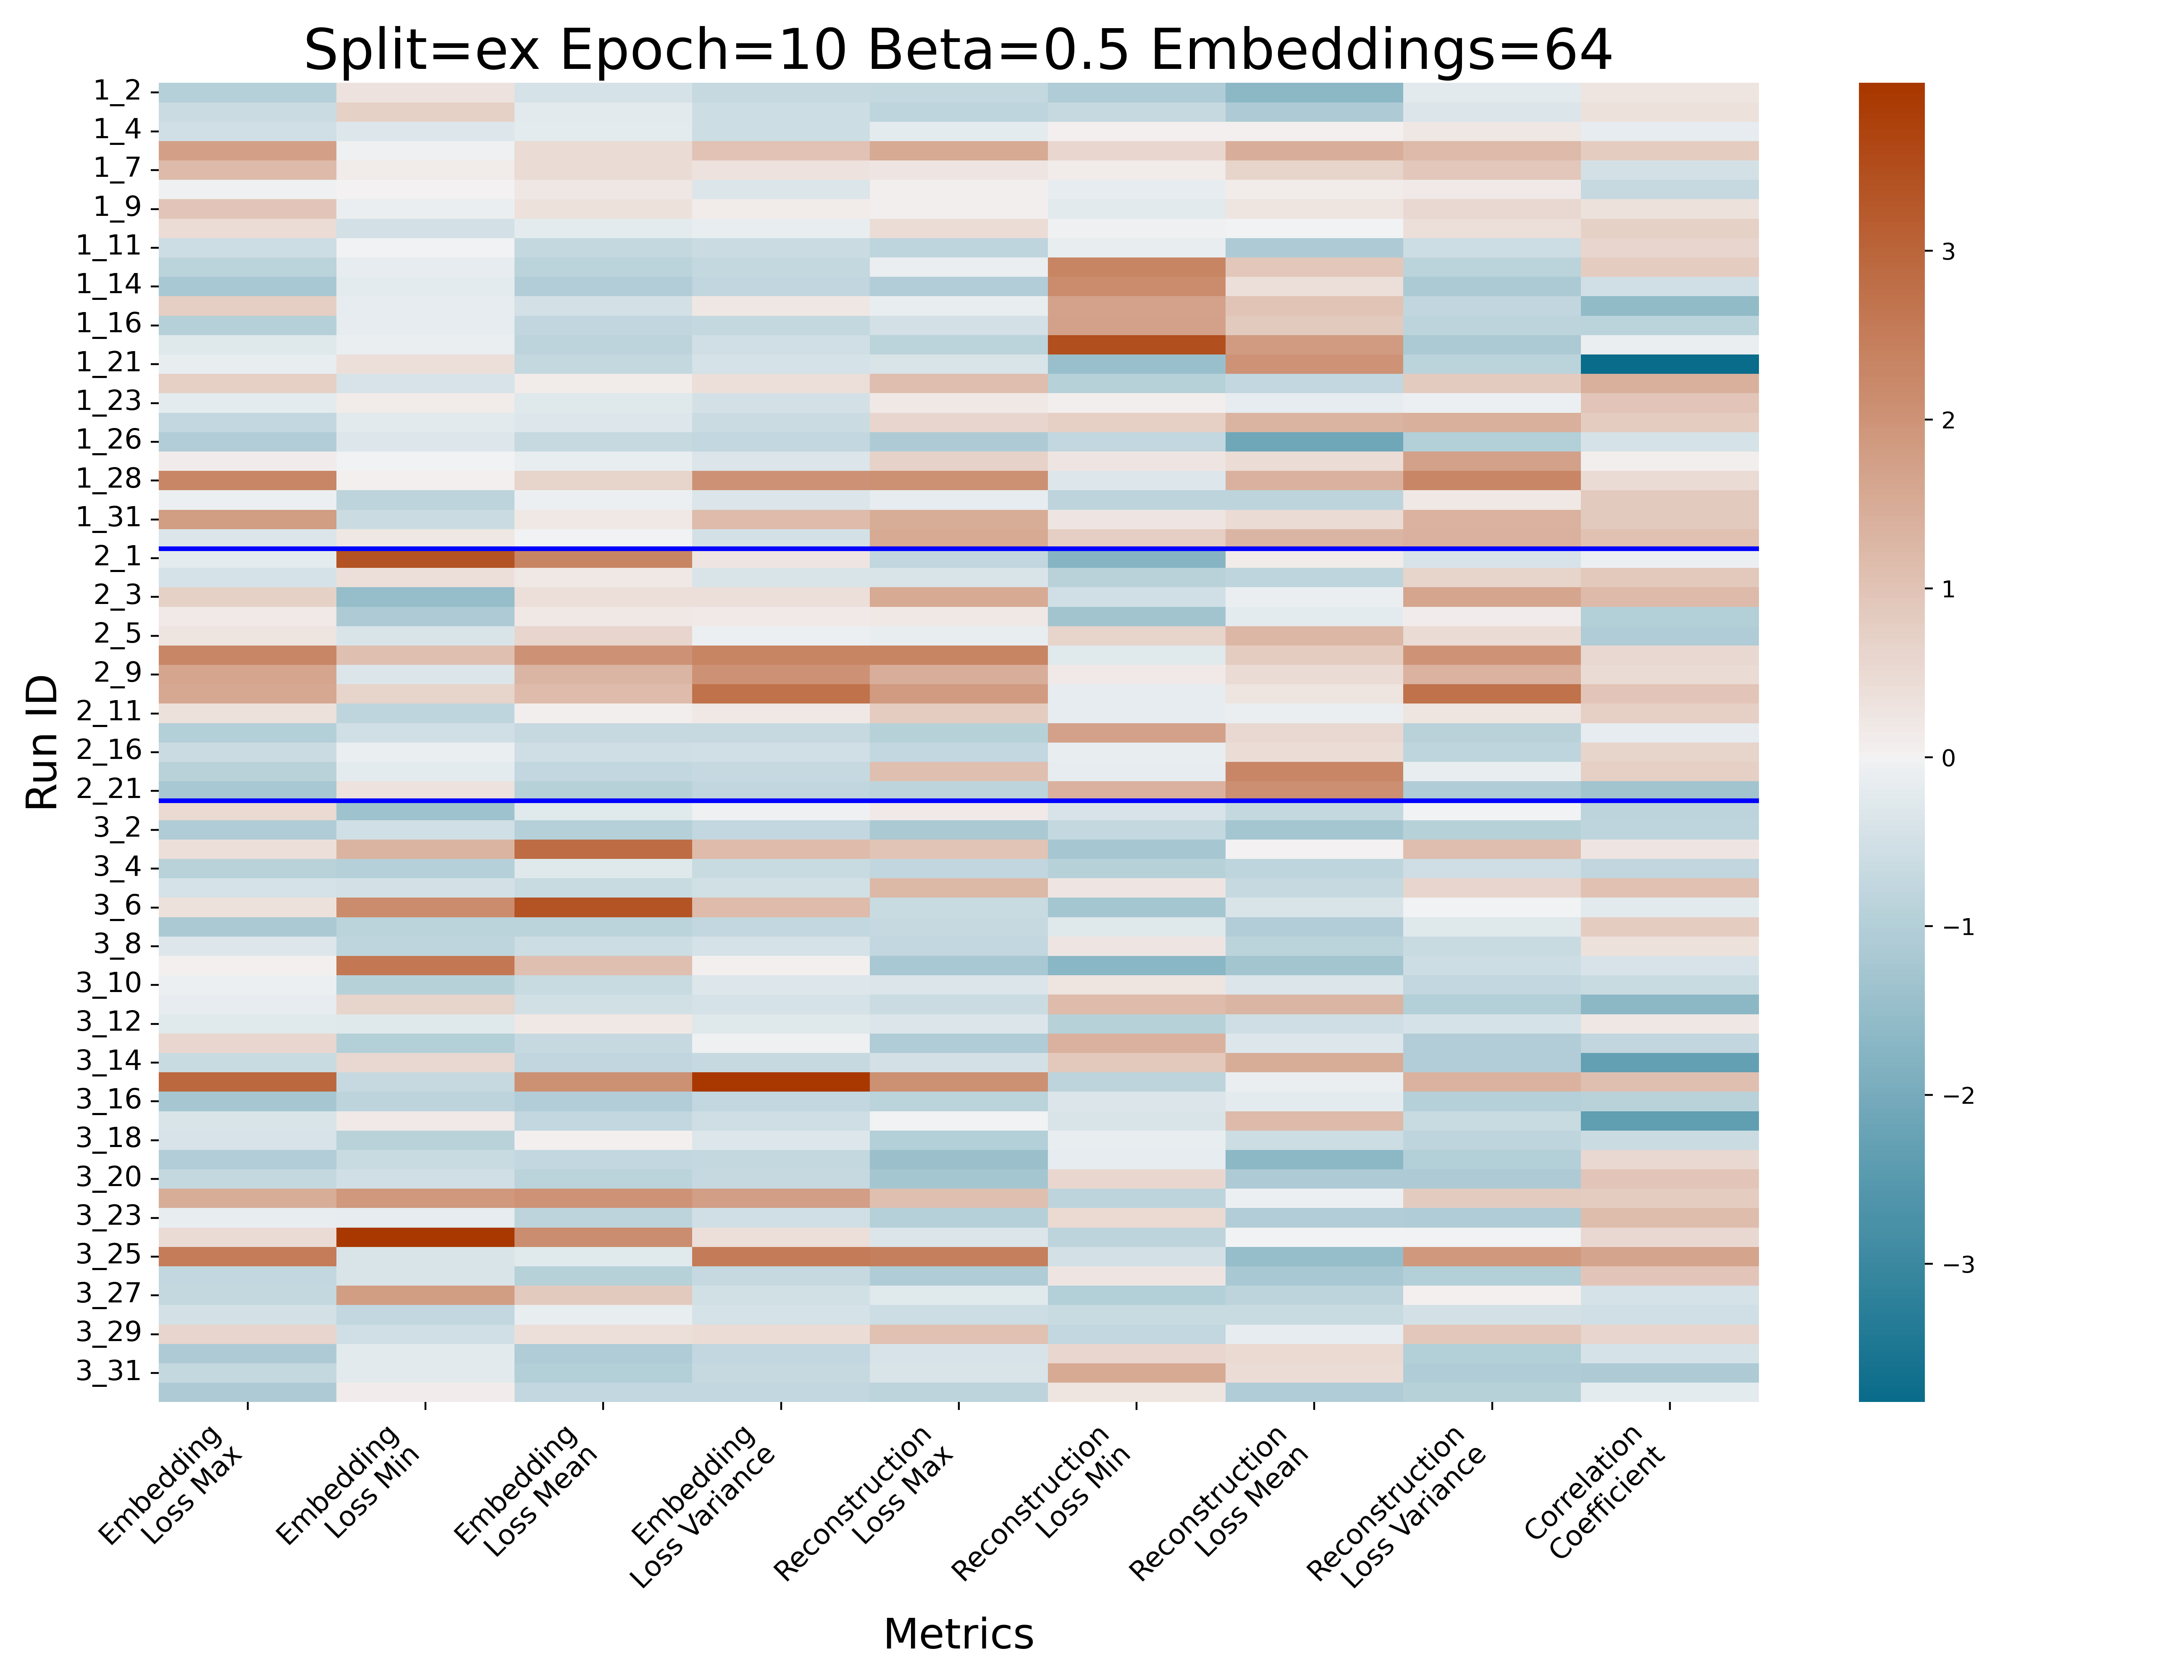 Split=ex Epoch=10 Beta=0.5 Embeddings=64
Run ID
1_2
1_4
1_7
1_9
1_11
1_14
1_16
1_21
1_23
1_26
1_28
1_31
2_1
2_3
2_5
2_9
2_11
2_16
2_21
3_2
3_4
3_6
3_8
3_10
3_12
3_14
3_16
3_18
3_20
3_23
3_25
3_27
3_29
3_31
3
2
1
0
−1
−2
−3
Embedding
Loss Max
Embedding
Loss Min
Embedding
Loss Mean
Embedding
Loss Variance
Reconstruction
Loss Max
Reconstruction
Loss Min
Reconstruction
Loss Mean
Reconstruction
Loss Variance
Correlation
Coefficient
Metrics